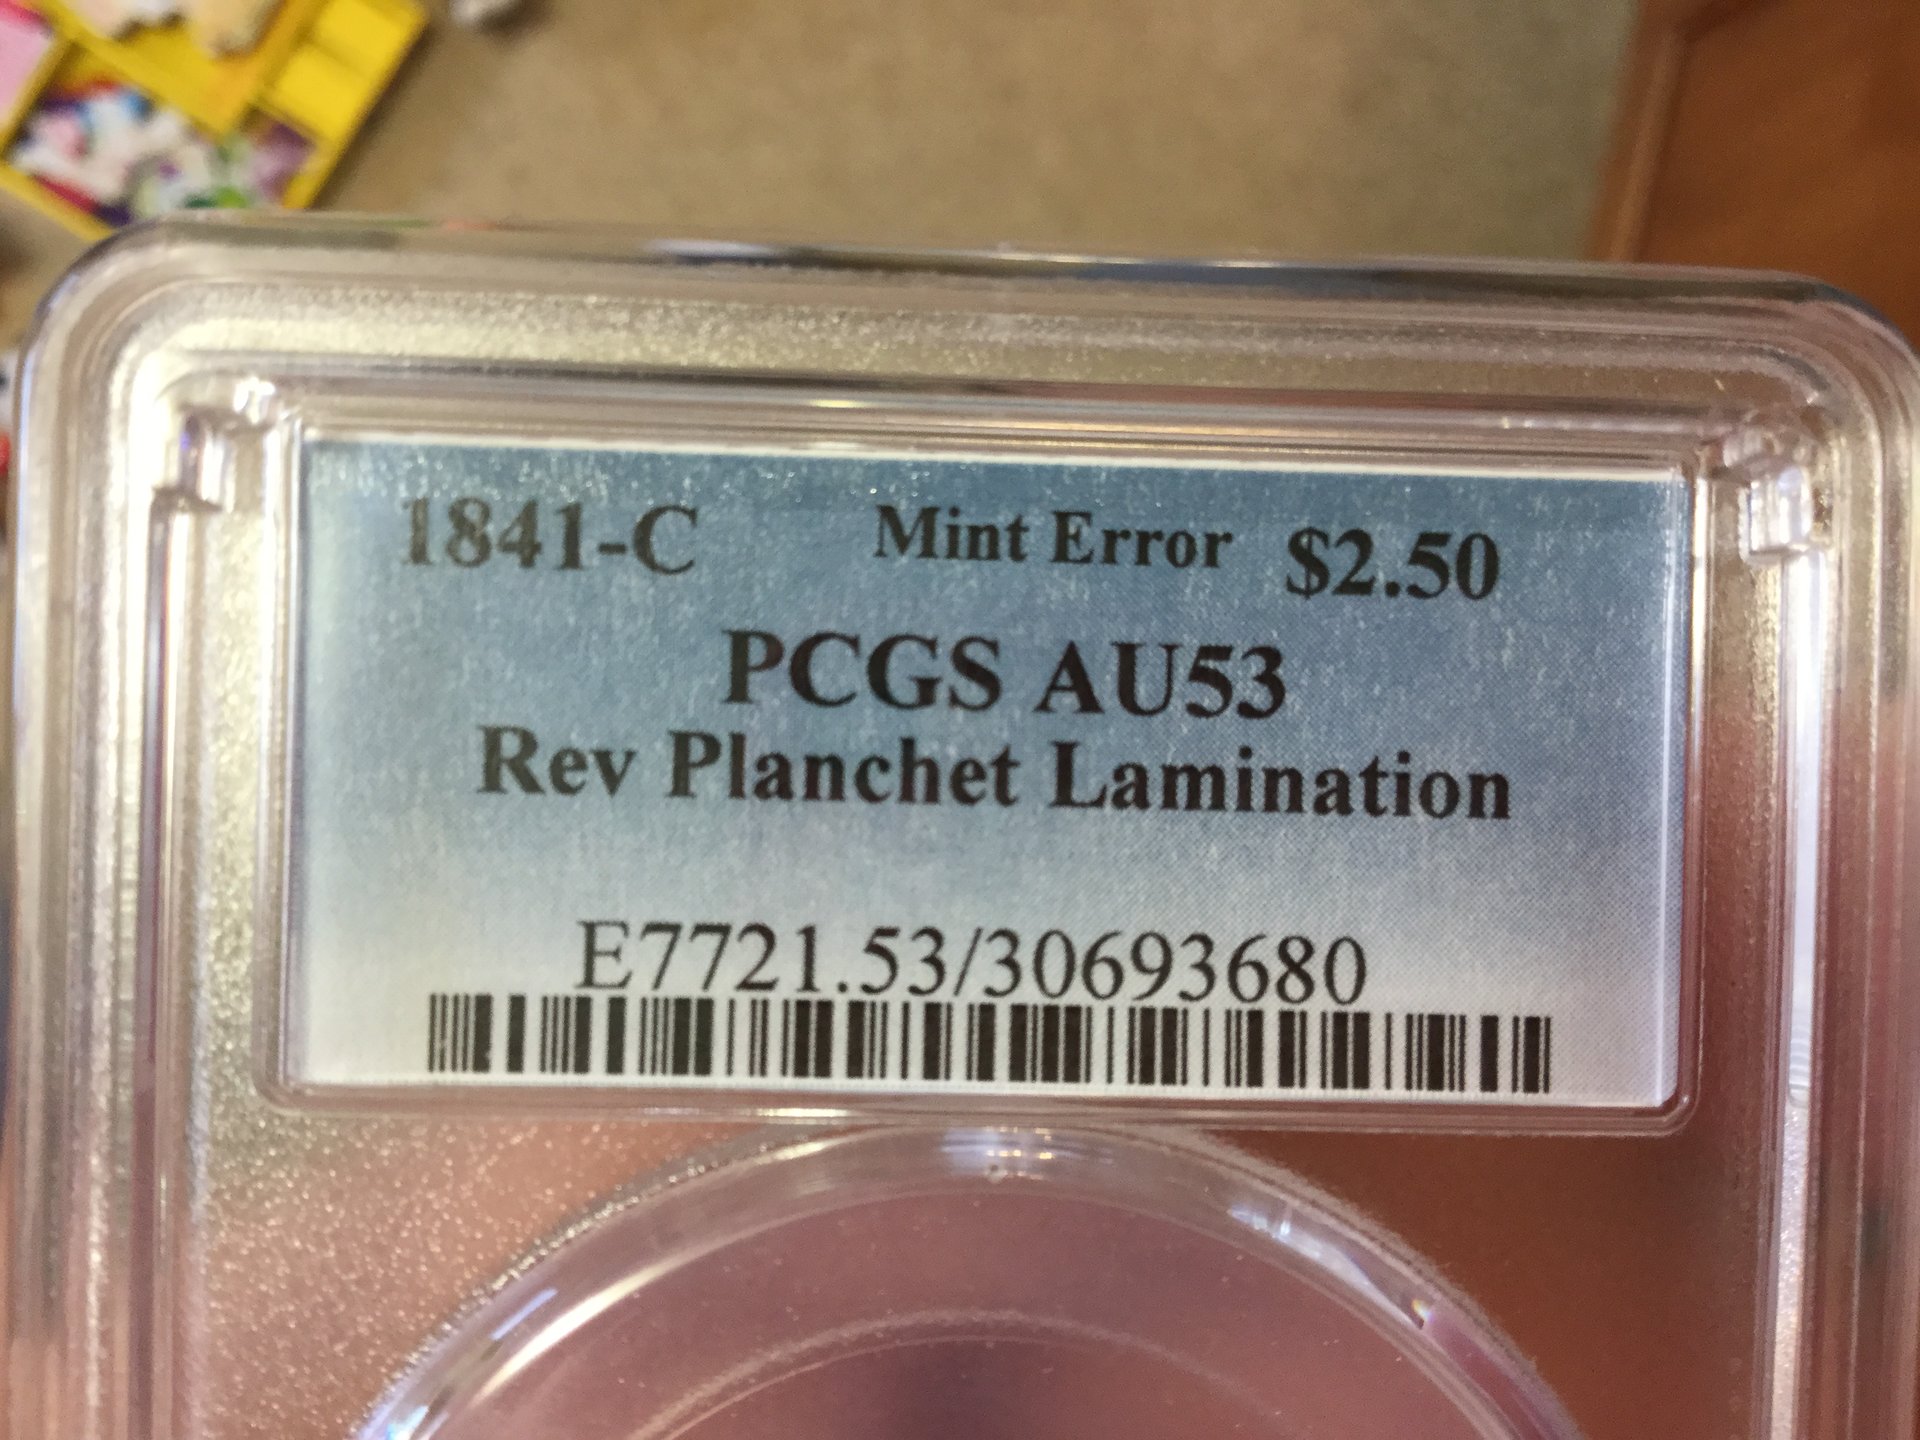 1841-C Mint Error $2.50
PCGS AU53
Rev Planchet Lamination
E7721.53/30693680